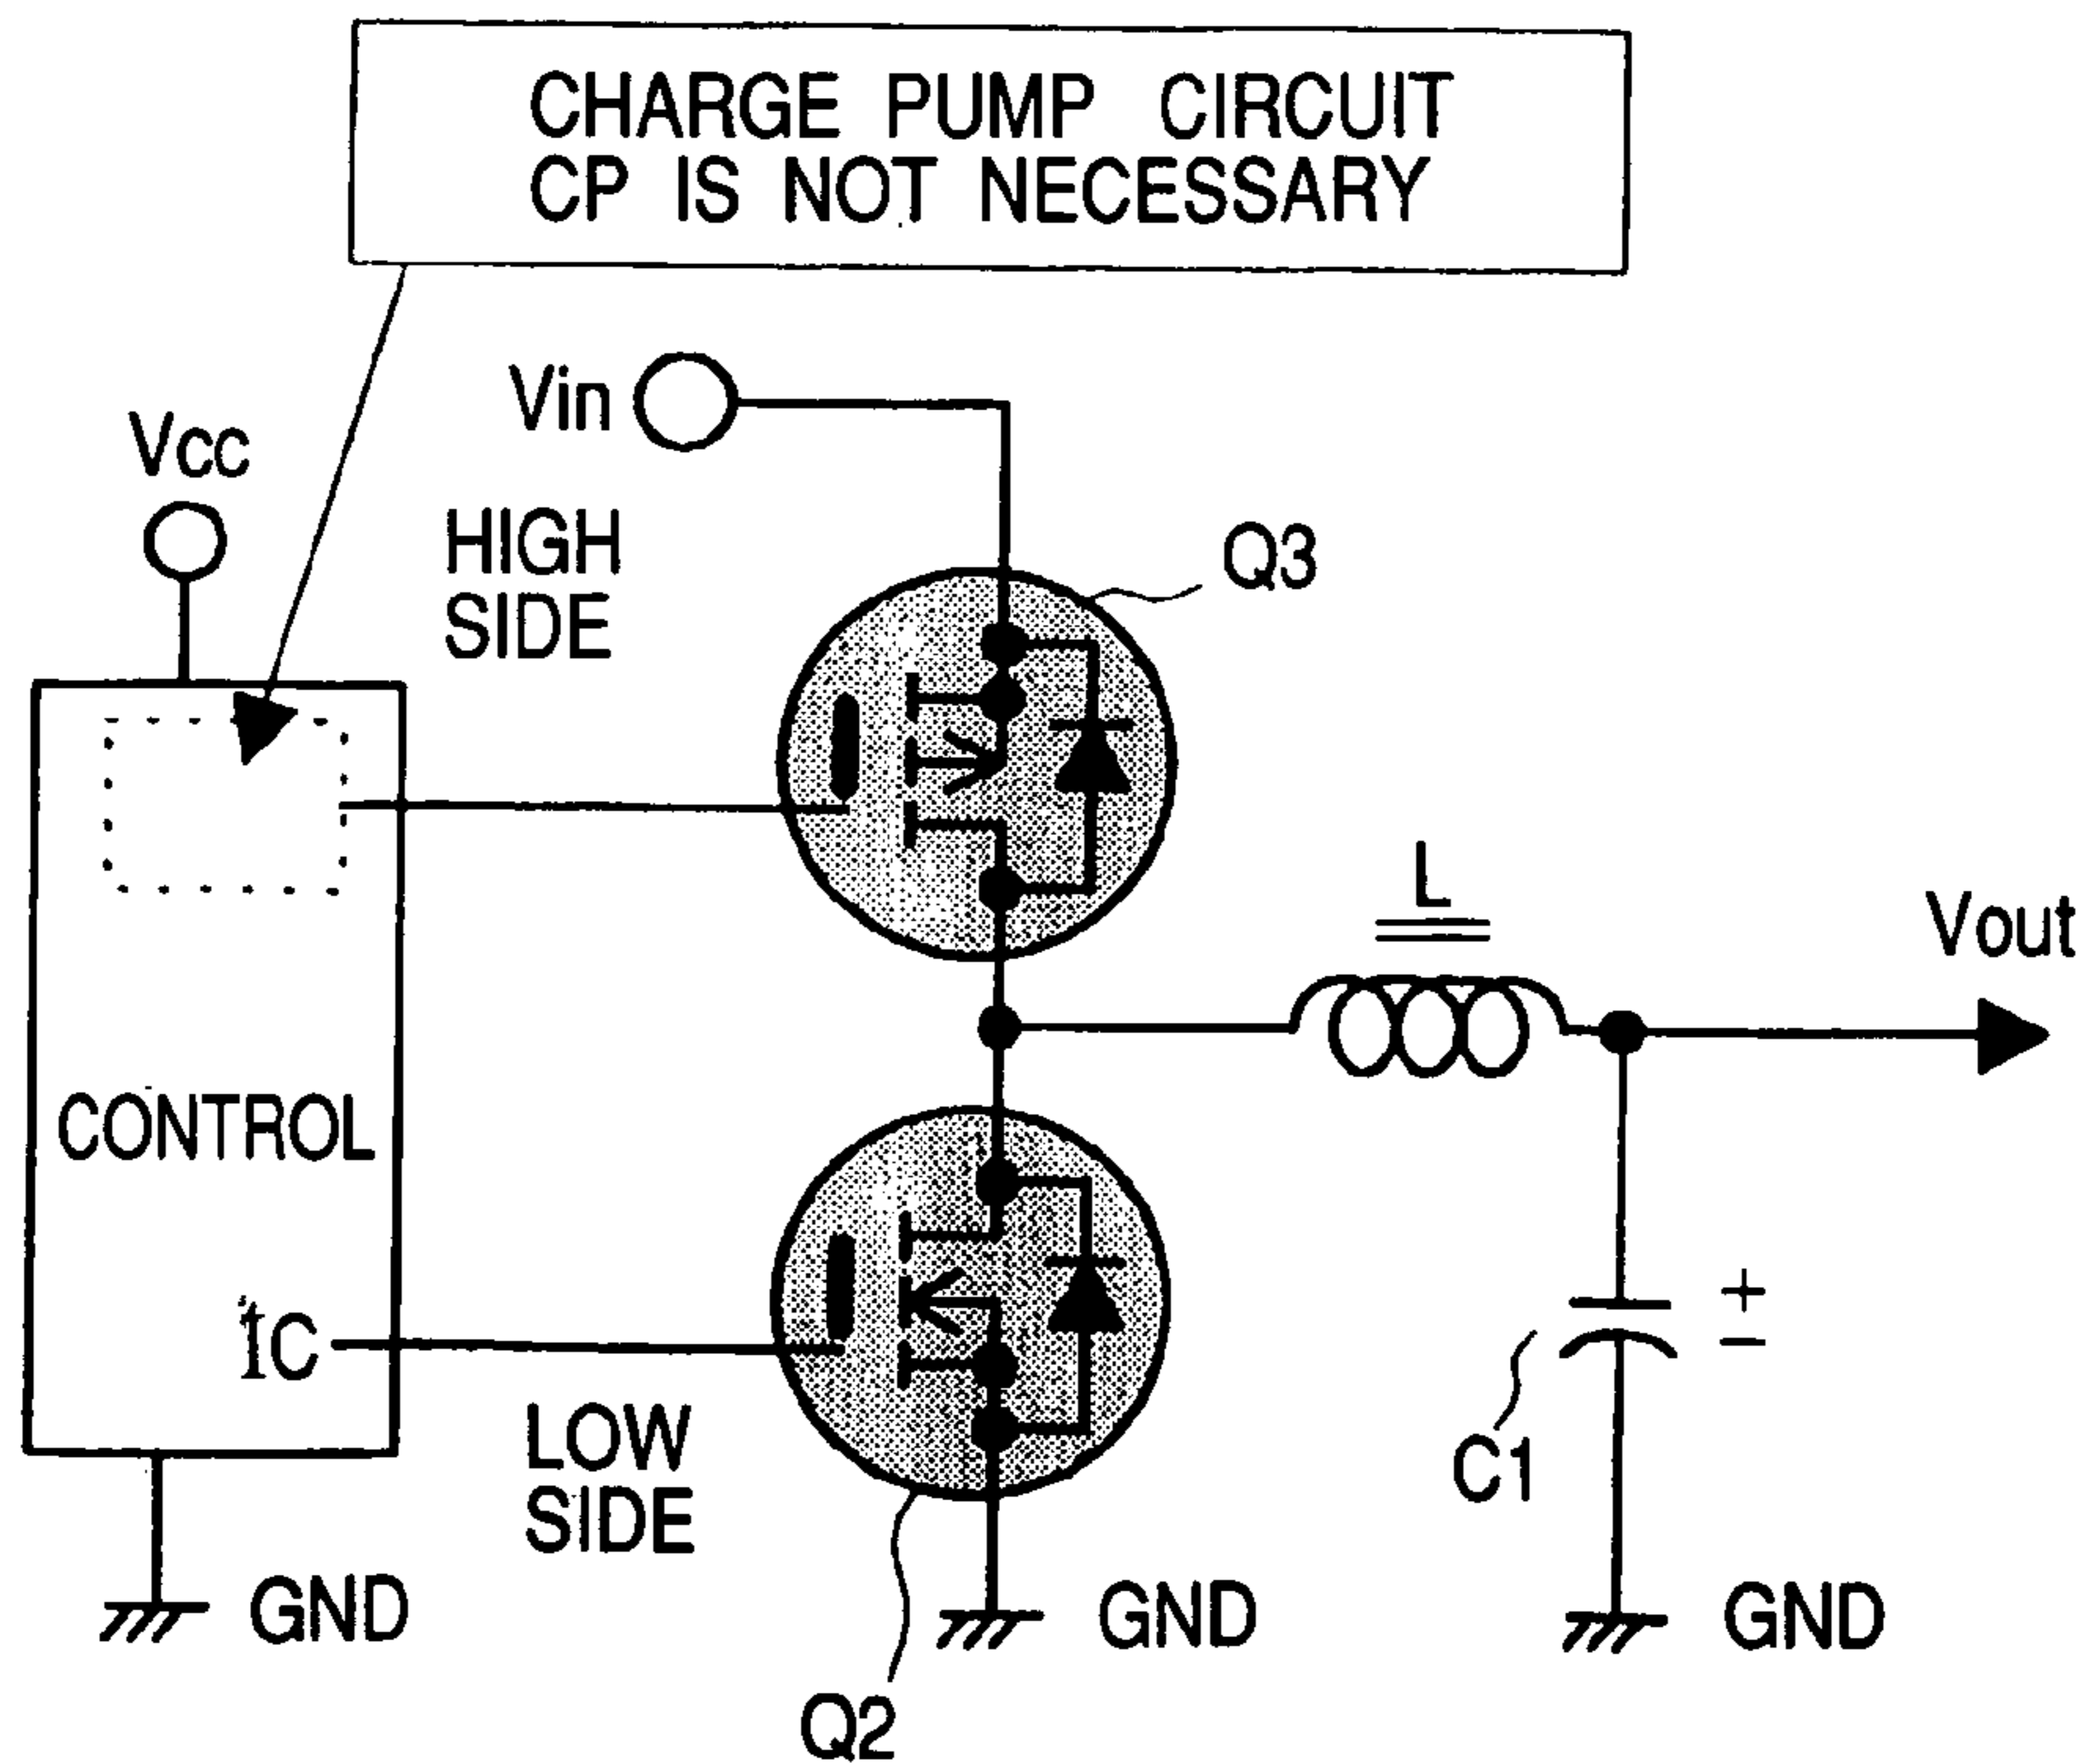 CHARGE PUMP CIRCUIT
CP IS NOT NECESSARY
Vin
Vcc
HIGH
SIDE
Q3
L
Vout
CONTROL
IC
+
−
LOW
SIDE
C1
GND
GND
GND
Q2